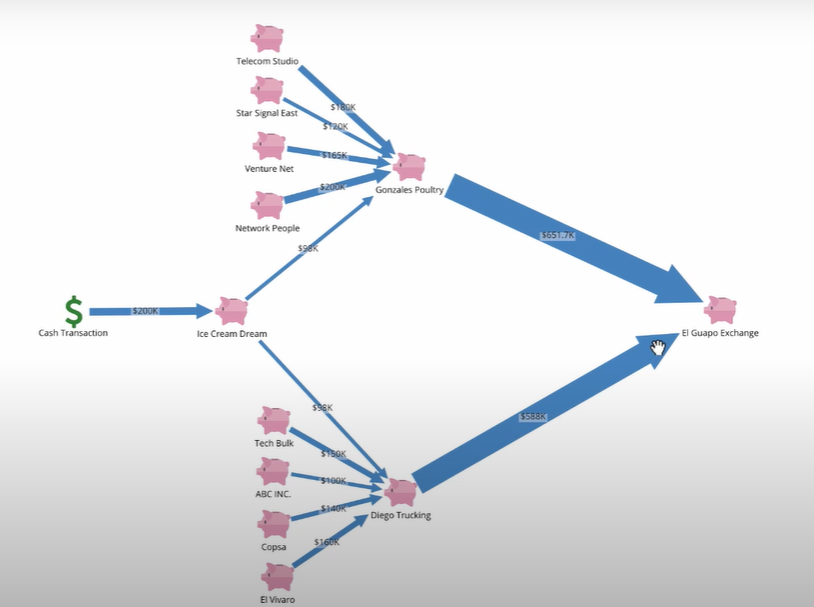 Telecom Studio
Star Signal East
$180K
$120K
Venture Net
$165K
Gonzales Poultry
$200K
Network People
$651.7K
$98K
Cash Transaction
$200K
Ice Cream Dream
El Guapo Exchange
$98K
$588K
Tech Bulk
$150K
$100K
ABC INC.
$140K
Diego Trucking
Copsa
$160K
El Vivaro